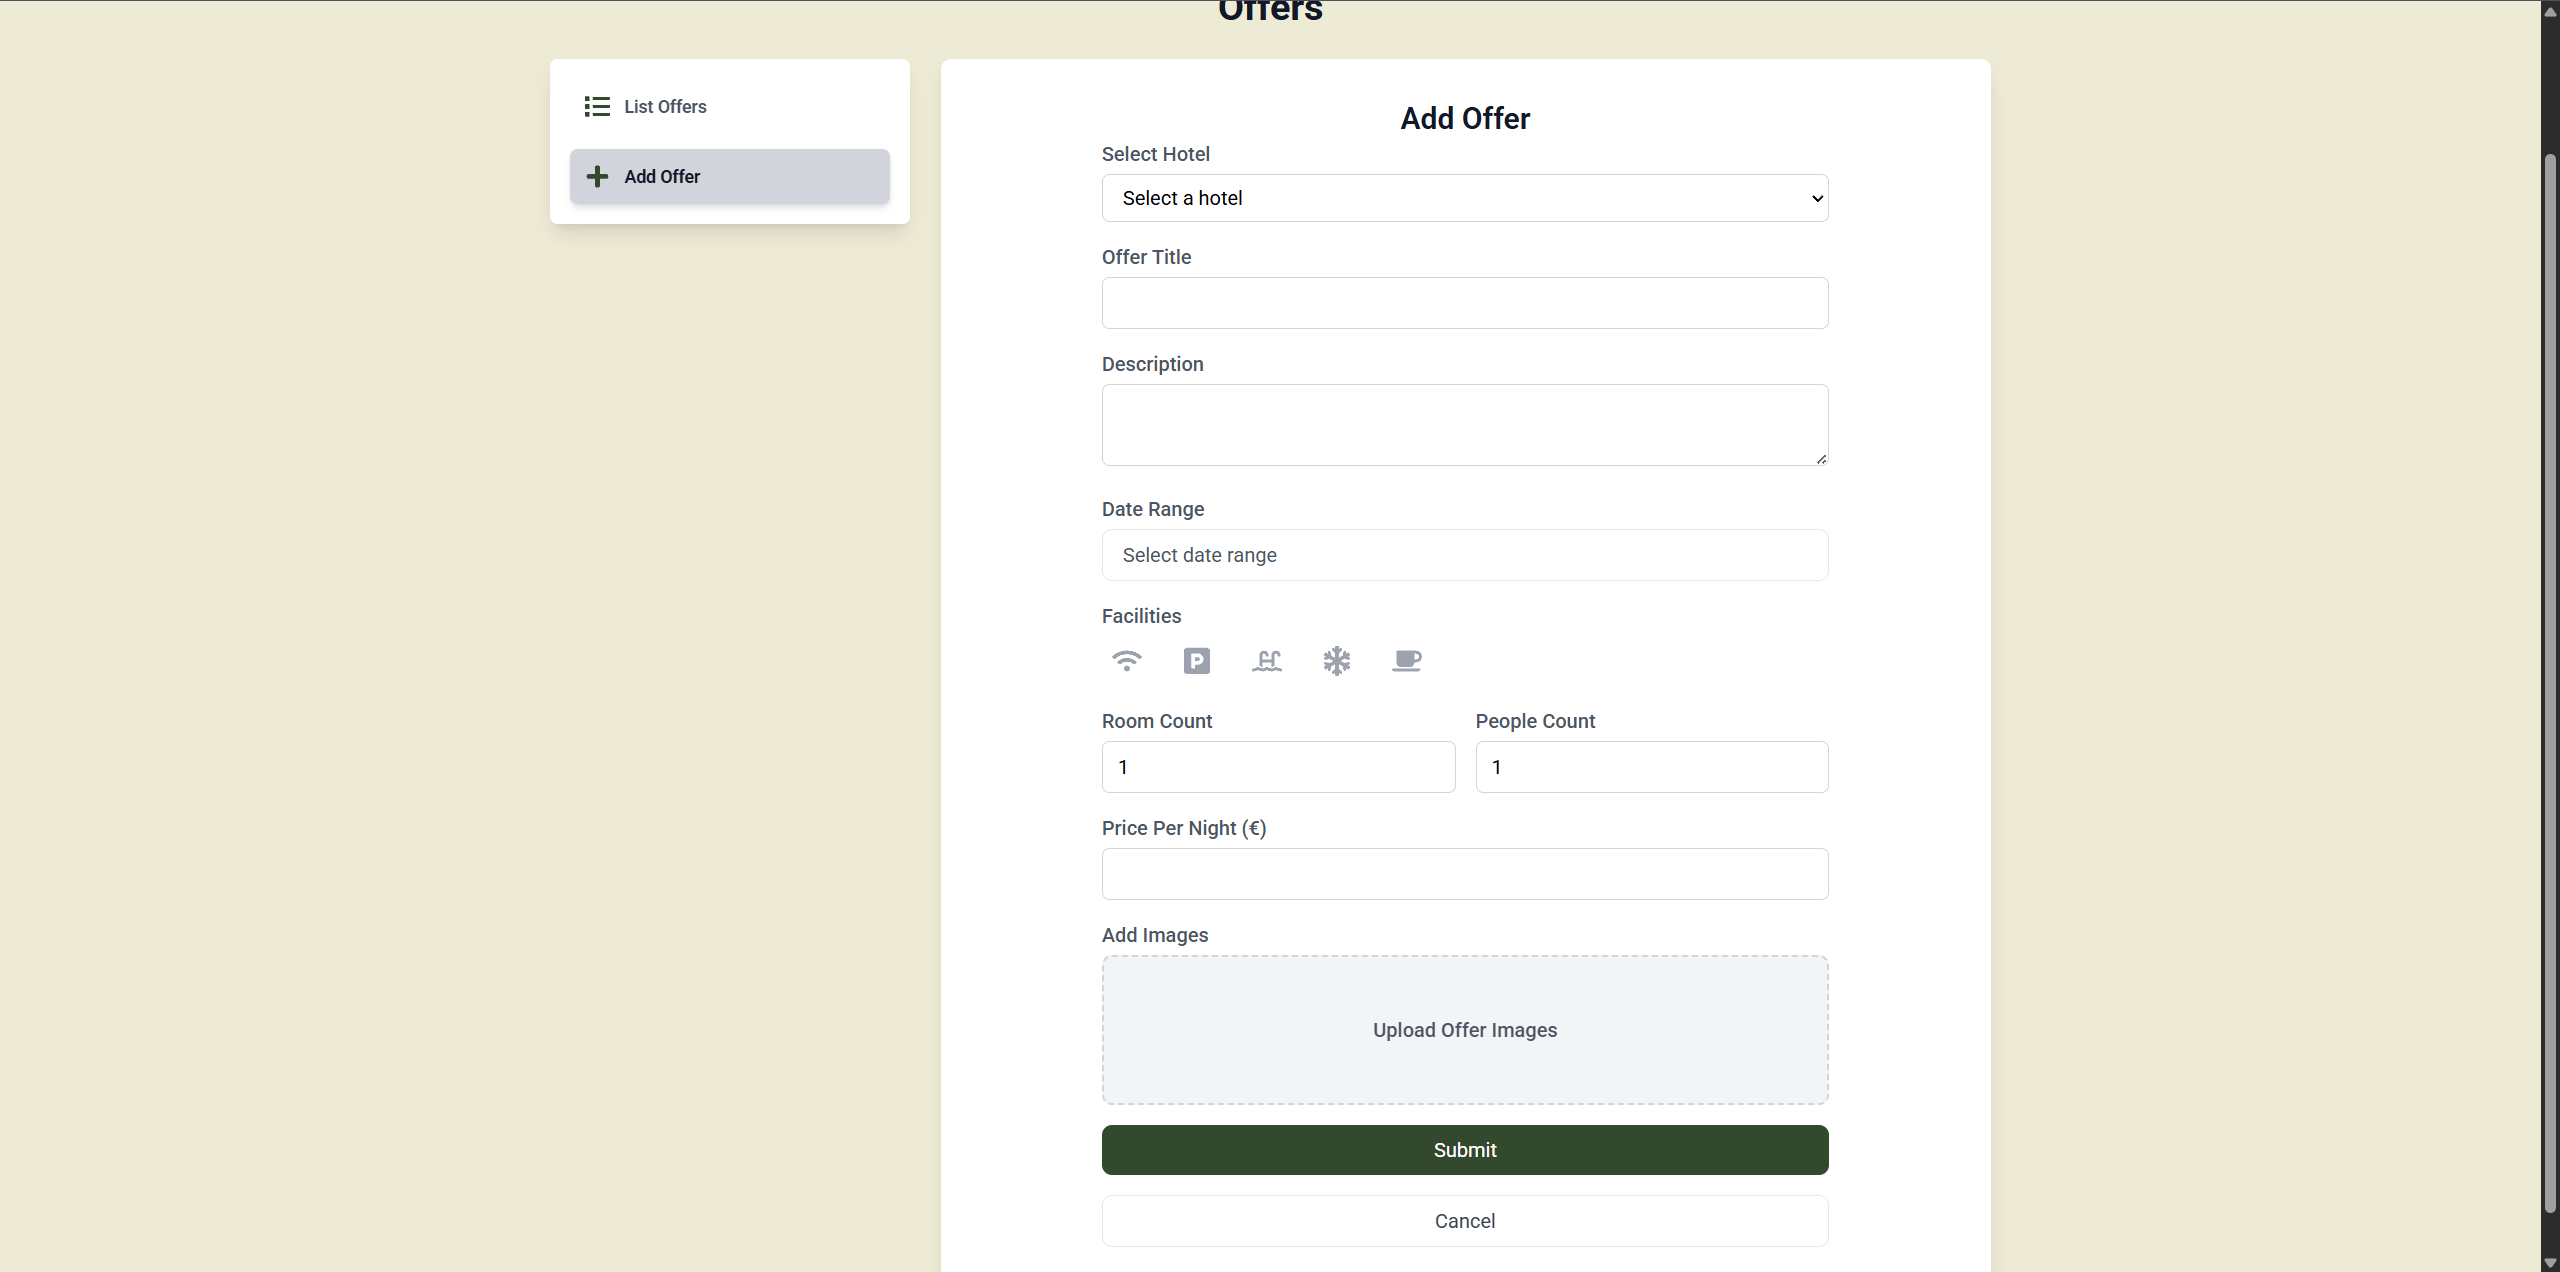 Offers
List Offers
Add Offer
Add Offer
Select Hotel
Select a hotel
Offer Title
Description
Date Range
Select date range
Facilities
P
Room Count
People Count
1
1
Price Per Night (€)
Add Images
Upload Offer Images
Submit
Cancel